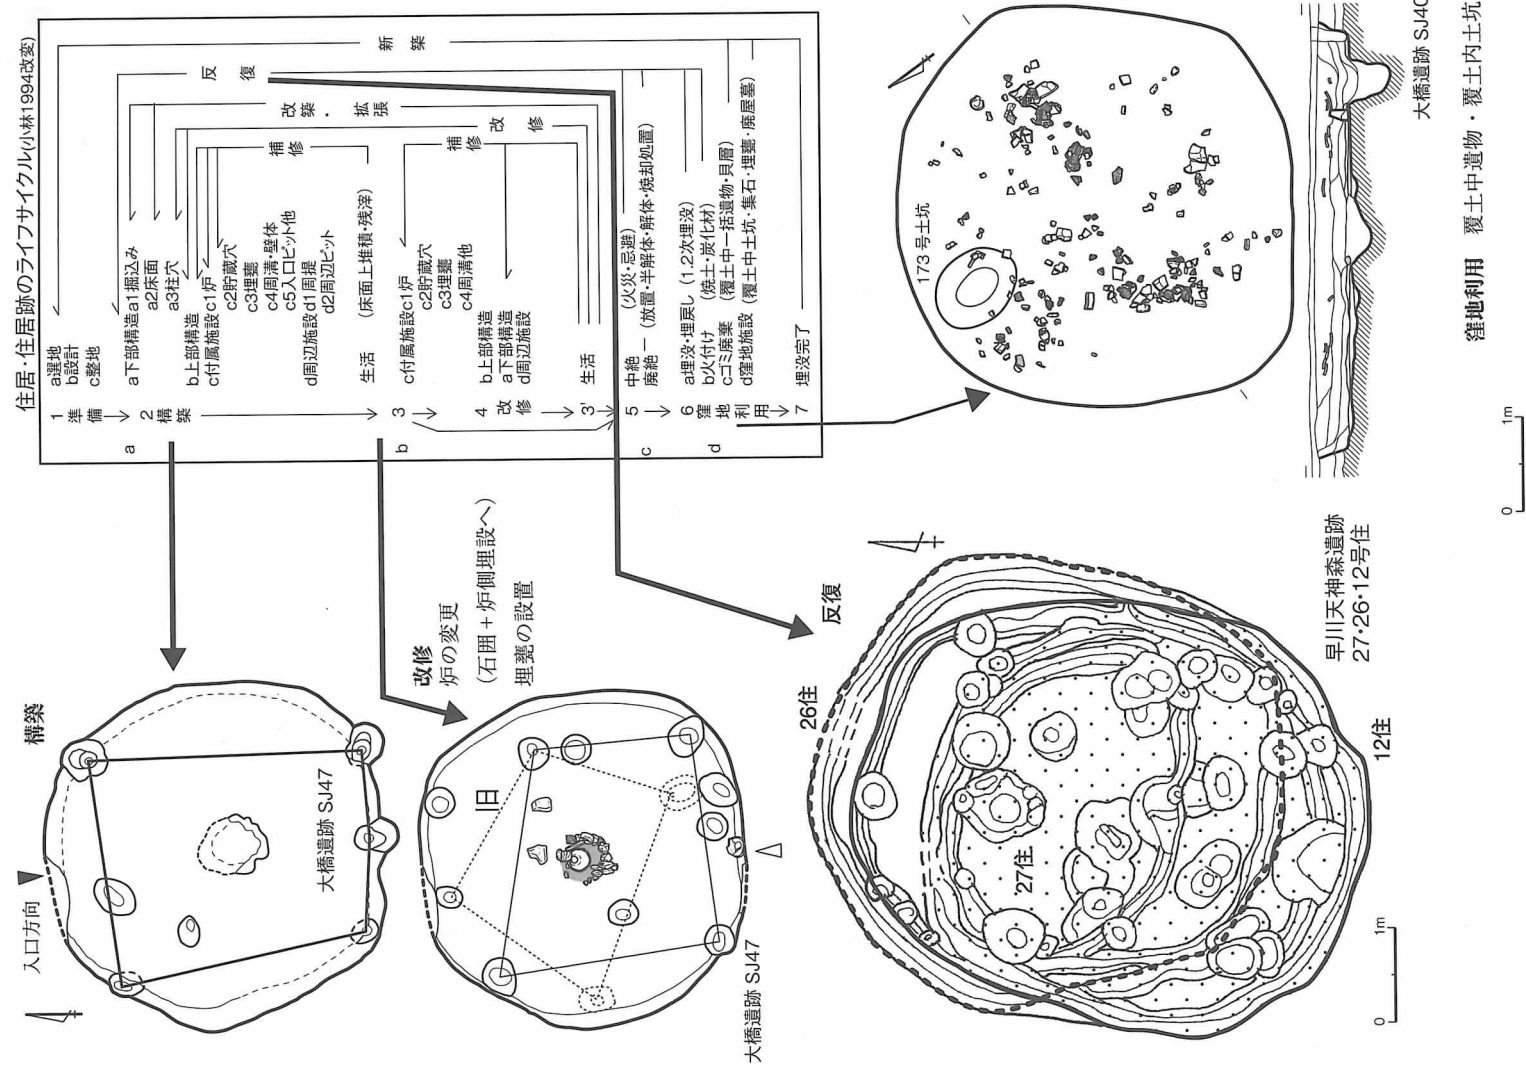 住居・住居跡のライフサイクル(小林1994改変)
1 準備
a選地
b設計
c整地
a
2 構築
a下部構造a1掘込み
a2床面
a3柱穴
b上部構造
c付属施設c1炉
c2貯蔵穴
c3埋甕
c4周溝・壁体
c5入口ピット他
d周辺施設d1周提
d2周辺ピット
生活 (床面上堆積・残滓)
b
3
c付属施設c1炉
c2貯蔵穴
c3埋甕
c4周溝他
4 改修
b上部構造
a下部構造
d周辺施設
3' 生活
c
5
中絶 (火災・忌避)
廃絶 (放置・半解体・解体・焼却処置)
d
6 窪地利用
a埋没・埋戻し (1.2次埋没)
b火付け (焼土・炭化材)
cゴミ廃棄 (覆土中一括遺物・貝層)
d窪地施設 (覆土中土坑・集石・埋甕・廃屋墓)
7 埋没完了
補修
補修
改修
改築・拡張
反復
新築
入口方向
構築
大橋遺跡 SJ47
改修
炉の変更
(石囲+炉側埋設へ)
埋甕の設置
旧
大橋遺跡 SJ47
反復
26住
27住
12住
早川天神森遺跡
27・26・12号住
0 1m
173号土坑
大橋遺跡 SJ40
窪地利用 覆土中遺物・覆土内土坑
0 1m